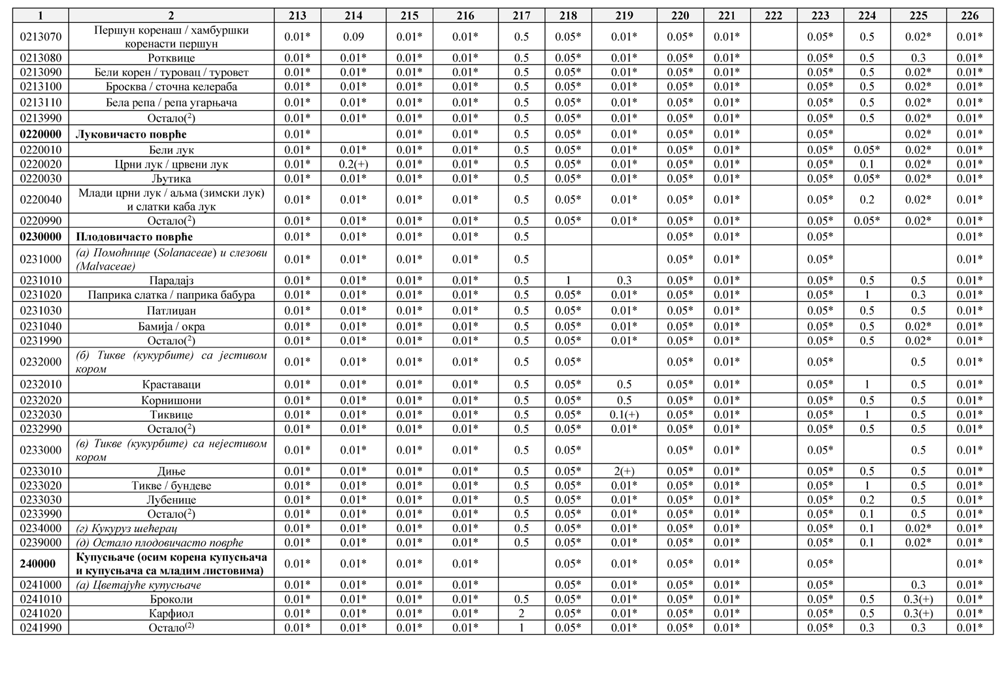 1 2 213 214 215 216 217 218 219 220 221 222 223 224 225 226
0213070 Першун коренаш / хамбуршки коренасти першун 0.01* 0.09 0.01* 0.01* 0.5 0.05* 0.01* 0.05* 0.01* 0.05* 0.5 0.02* 0.01*
0213080 Ротквице 0.01* 0.01* 0.01* 0.01* 0.5 0.05* 0.01* 0.05* 0.01* 0.05* 0.5 0.3 0.01*
0213090 Бели корен / туровац / туровет 0.01* 0.01* 0.01* 0.01* 0.5 0.05* 0.01* 0.05* 0.01* 0.05* 0.5 0.02* 0.01*
0213100 Бросква / сточна келераба 0.01* 0.01* 0.01* 0.01* 0.5 0.05* 0.01* 0.05* 0.01* 0.05* 0.5 0.02* 0.01*
0213110 Бела репа / репа угарњача 0.01* 0.01* 0.01* 0.01* 0.5 0.05* 0.01* 0.05* 0.01* 0.05* 0.5 0.02* 0.01*
0213990 Остало(2) 0.01* 0.01* 0.01* 0.01* 0.5 0.05* 0.01* 0.05* 0.01* 0.05* 0.5 0.02* 0.01*
0220000 Луковичасто поврће 0.01* 0.01* 0.01* 0.5 0.05* 0.01* 0.05* 0.01* 0.05* 0.02* 0.01*
0220010 Бели лук 0.01* 0.01* 0.01* 0.01* 0.5 0.05* 0.01* 0.05* 0.01* 0.05* 0.05* 0.02* 0.01*
0220020 Црни лук / црвени лук 0.01* 0.2(+) 0.01* 0.01* 0.5 0.05* 0.01* 0.05* 0.01* 0.05* 0.1 0.02* 0.01*
0220030 Љутика 0.01* 0.01* 0.01* 0.01* 0.5 0.05* 0.01* 0.05* 0.01* 0.05* 0.05* 0.02* 0.01*
0220040 Млади црни лук / аљма (зимски лук) и слатки каба лук 0.01* 0.01* 0.01* 0.01* 0.5 0.05* 0.01* 0.05* 0.01* 0.05* 0.2 0.02* 0.01*
0220990 Остало(2) 0.01* 0.01* 0.01* 0.01* 0.5 0.05* 0.01* 0.05* 0.01* 0.05* 0.05* 0.02* 0.01*
0230000 Плодовичасто поврће 0.01* 0.01* 0.01* 0.01* 0.5 0.05* 0.01* 0.05* 0.01*
0231000 (а) Помоћнице (Solanaceae) и слезови (Malvaceae) 0.01* 0.01* 0.01* 0.01* 0.5 0.05* 0.01* 0.05* 0.01*
0231010 Парадајз 0.01* 0.01* 0.01* 0.01* 0.5 1 0.3 0.05* 0.01* 0.05* 0.5 0.5 0.01*
0231020 Паприка слатка / паприка бабура 0.01* 0.01* 0.01* 0.01* 0.5 0.05* 0.01* 0.05* 0.01* 0.05* 1 0.3 0.01*
0231030 Патлиџан 0.01* 0.01* 0.01* 0.01* 0.5 0.05* 0.01* 0.05* 0.01* 0.05* 0.5 0.5 0.01*
0231040 Бамија / окра 0.01* 0.01* 0.01* 0.01* 0.5 0.05* 0.01* 0.05* 0.01* 0.05* 0.5 0.02* 0.01*
0231990 Остало(2) 0.01* 0.01* 0.01* 0.01* 0.5 0.05* 0.01* 0.05* 0.01* 0.05* 0.5 0.02* 0.01*
0232000 (б) Тикве (кукурбите) са јестивом кором 0.01* 0.01* 0.01* 0.01* 0.5 0.05* 0.05* 0.01* 0.05* 0.5 0.01*
0232010 Краставаци 0.01* 0.01* 0.01* 0.01* 0.5 0.05* 0.5 0.05* 0.01* 0.05* 1 0.5 0.01*
0232020 Корнишони 0.01* 0.01* 0.01* 0.01* 0.5 0.05* 0.5 0.05* 0.01* 0.05* 0.5 0.5 0.01*
0232030 Тиквице 0.01* 0.01* 0.01* 0.01* 0.5 0.05* 0.1(+) 0.05* 0.01* 0.05* 1 0.5 0.01*
0232990 Остало(2) 0.01* 0.01* 0.01* 0.01* 0.5 0.05* 0.01* 0.05* 0.01* 0.05* 0.5 0.5 0.01*
0233000 (в) Тикве (кукурбите) са нејестивом кором 0.01* 0.01* 0.01* 0.01* 0.5 0.05* 0.05* 0.01* 0.05* 0.5 0.01*
0233010 Диње 0.01* 0.01* 0.01* 0.01* 0.5 0.05* 2(+) 0.05* 0.01* 0.05* 0.5 0.5 0.01*
0233020 Тикве / бундеве 0.01* 0.01* 0.01* 0.01* 0.5 0.05* 0.01* 0.05* 0.01* 0.05* 1 0.5 0.01*
0233030 Лубенице 0.01* 0.01* 0.01* 0.01* 0.5 0.05* 0.01* 0.05* 0.01* 0.05* 0.2 0.5 0.01*
0233990 Остало(2) 0.01* 0.01* 0.01* 0.01* 0.5 0.05* 0.01* 0.05* 0.01* 0.05* 0.1 0.5 0.01*
0234000 (г) Кукуруз шећерац 0.01* 0.01* 0.01* 0.01* 0.5 0.05* 0.01* 0.05* 0.01* 0.05* 0.1 0.02* 0.01*
0239000 (д) Остало плодовичасто поврће 0.01* 0.01* 0.01* 0.01* 0.5 0.05* 0.01* 0.05* 0.01* 0.05* 0.1 0.02* 0.01*
240000 Купусњаче (осим корена купусњача и купусњача са младим листовима) 0.01* 0.01* 0.01* 0.01* 0.05* 0.01* 0.05* 0.01* 0.05* 0.01*
0241000 (а) Цветајуће купусњаче 0.01* 0.01* 0.01* 0.01* 0.05* 0.01* 0.05* 0.01* 0.05* 0.3 0.01*
0241010 Броколи 0.01* 0.01* 0.01* 0.01* 0.5 0.05* 0.01* 0.05* 0.01* 0.05* 0.5 0.3(+) 0.01*
0241020 Карфиол 0.01* 0.01* 0.01* 0.01* 2 0.05* 0.01* 0.05* 0.01* 0.05* 0.5 0.3(+) 0.01*
0241990 Остало(2) 0.01* 0.01* 0.01* 0.01* 1 0.05* 0.01* 0.05* 0.01* 0.05* 0.3 0.3 0.01*